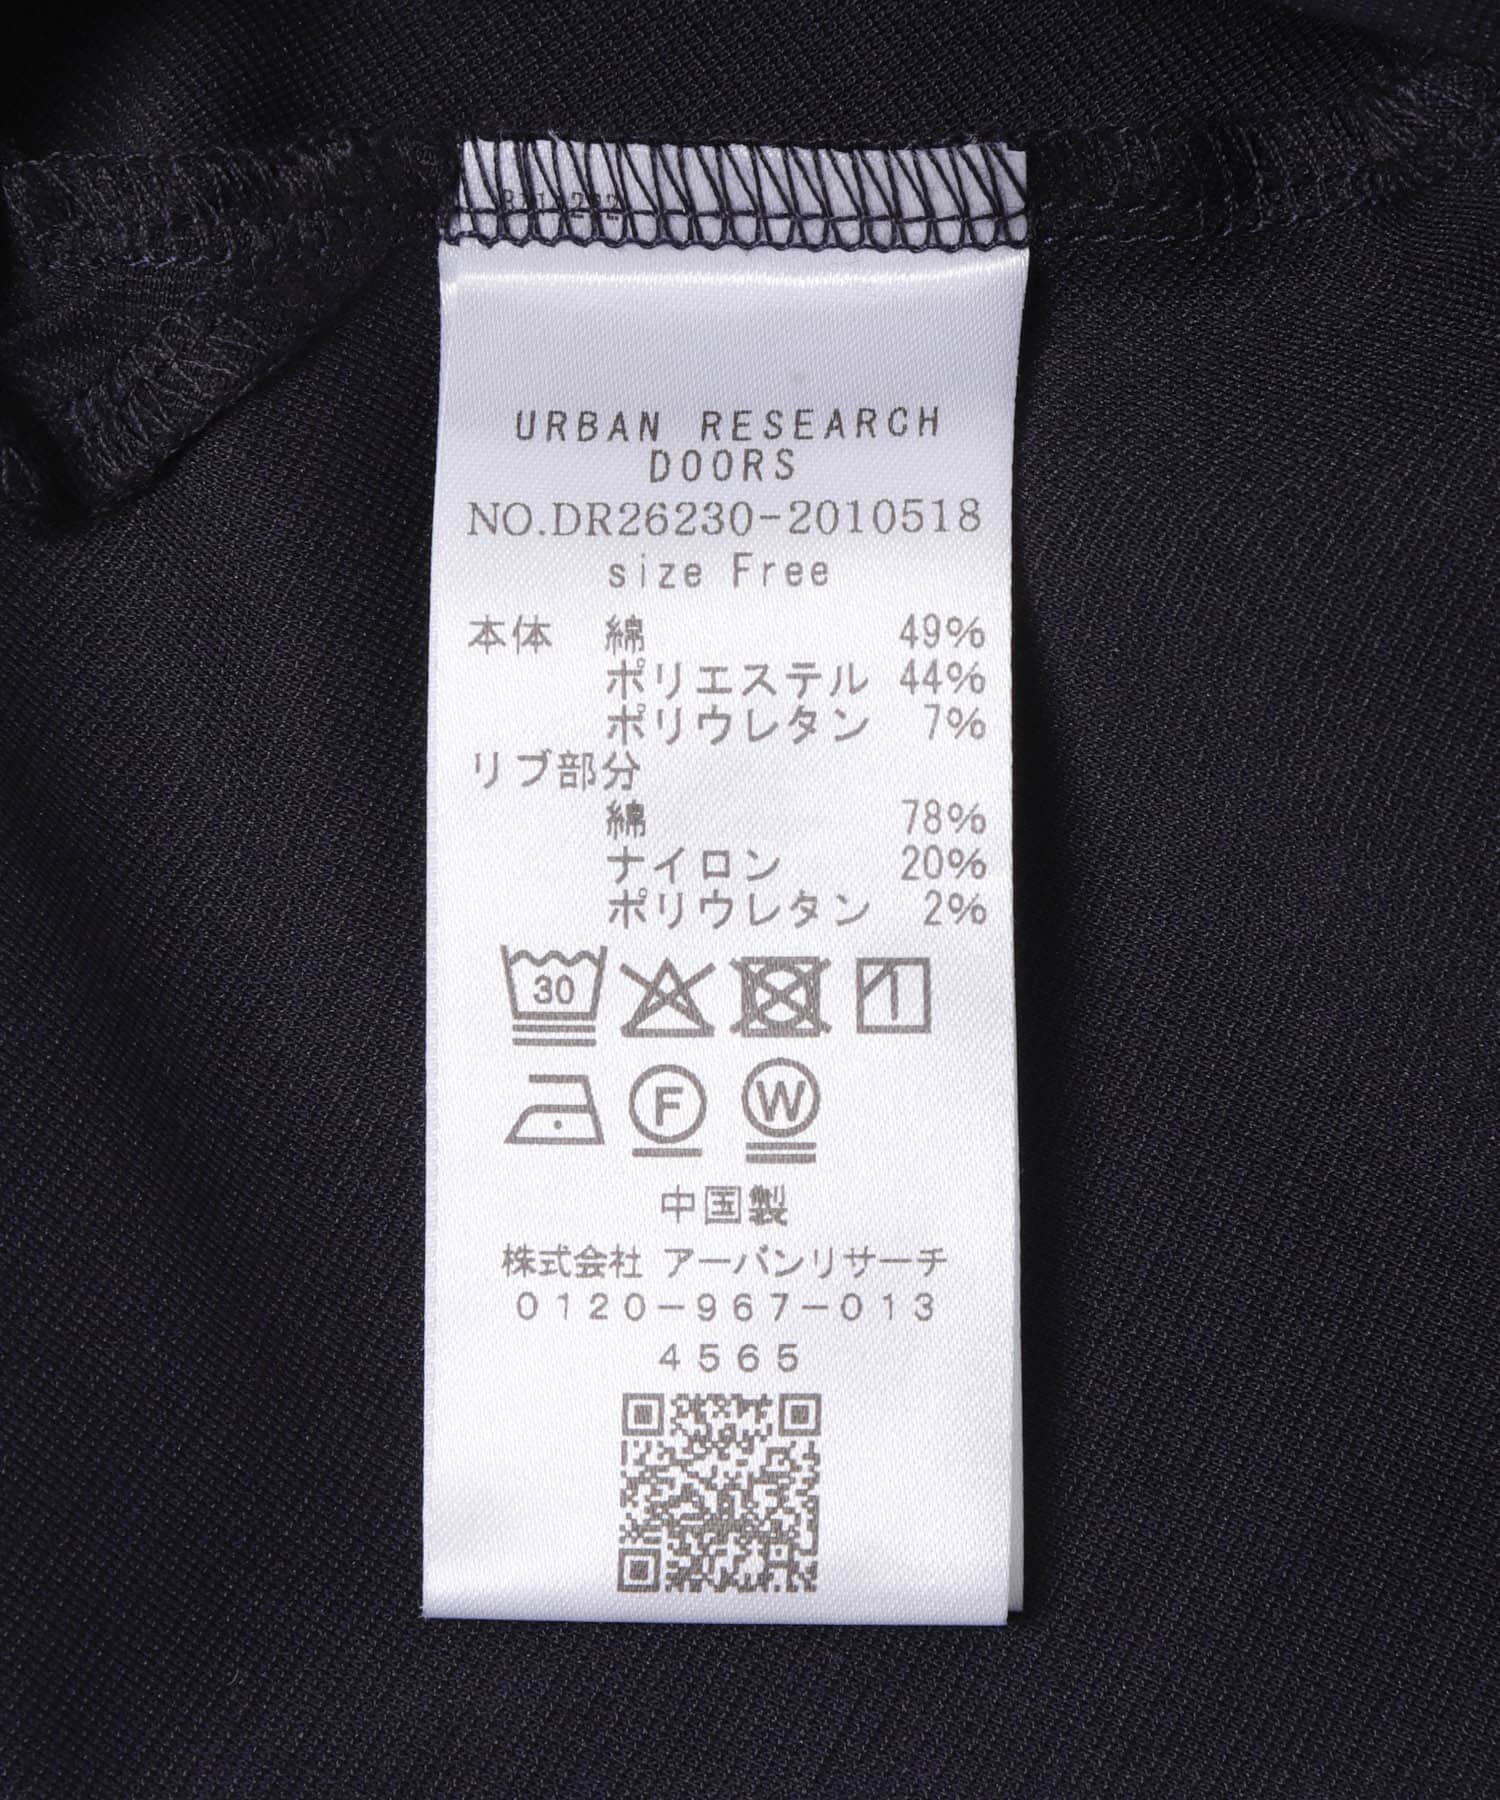 URBAN RESEARCH
DOORS
NO.DR26230-2010518
size Free
本体 綿 49%
ポリエステル 44%
ポリウレタン 7%
リブ部分
綿 78%
ナイロン 20%
ポリウレタン 2%
30
F W
中国製
株式会社 アーバンリサーチ
0120-967-013
4565